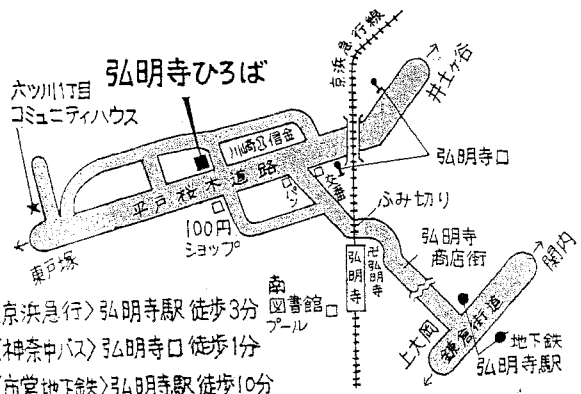 京浜急行線
井土ヶ谷
弘明寺ひろば
六ツ川1丁目
コミュニティハウス
川崎信金
弘明寺口
平戸桜木道路
交番
パン
ふみ切り
100円
ショップ
東戸塚
弘明寺
商店街
関内
弘明寺
卍弘明寺
南
図書館
プール
上大岡
鎌倉街道
地下鉄
弘明寺駅
京浜急行〉弘明寺駅 徒歩3分
神奈中バス〉弘明寺口 徒歩1分
市営地下鉄〉弘明寺駅 徒歩10分